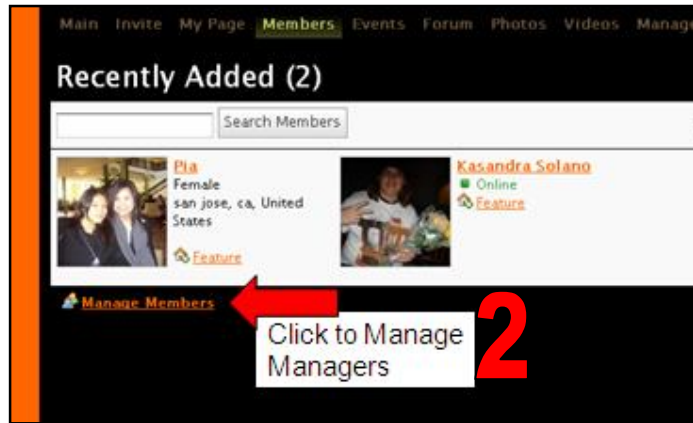 Main Invite My Page Members Events Forum Photos Videos Manage
Recently Added (2)
Search Members
Pia
Female
san jose, ca, United
States
Feature
Kasandra Solano
Online
Feature
Manage Members
Click to Manage
Managers
2